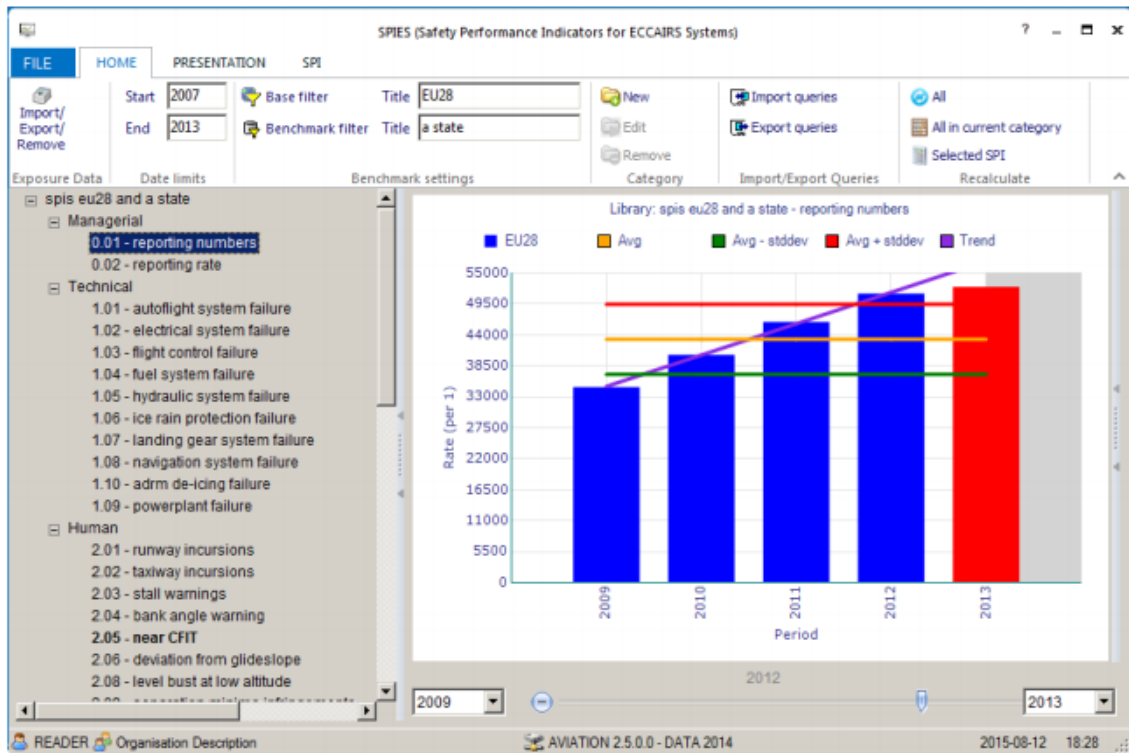 SPIES (Safety Performance Indicators for ECCAIRS Systems)
FILE HOME PRESENTATION SPI
Import/
Export/
Remove
Exposure Data
Start 2007
End 2013
Date limits
Base filter Title EU28
Benchmark filter Title a state
Benchmark settings
New
Edit
Remove
Category
Import queries
Export queries
Import/Export Queries
All
All in current category
Selected SPI
Recalculate
spis eu28 and a state
Managerial
0.01 - reporting numbers
0.02 - reporting rate
Technical
1.01 - autoflight system failure
1.02 - electrical system failure
1.03 - flight control failure
1.04 - fuel system failure
1.05 - hydraulic system failure
1.06 - ice rain protection failure
1.07 - landing gear system failure
1.08 - navigation system failure
1.10 - adrm de-icing failure
1.09 - powerplant failure
Human
2.01 - runway incursions
2.02 - taxiway incursions
2.03 - stall warnings
2.04 - bank angle warning
2.05 - near CFIT
2.06 - deviation from glideslope
2.08 - level bust at low altitude
Library: spis eu28 and a state - reporting numbers
EU28 Avg Avg - stddev Avg + stddev Trend
55000
49500
44000
38500
33000
27500
22000
16500
11000
5500
0
Rate (per 1)
2009 2010 2011 2012 2013
Period
2012
2009 2013
READER Organisation Description AVIATION 2.5.0.0 - DATA 2014 2015-08-12 18:28